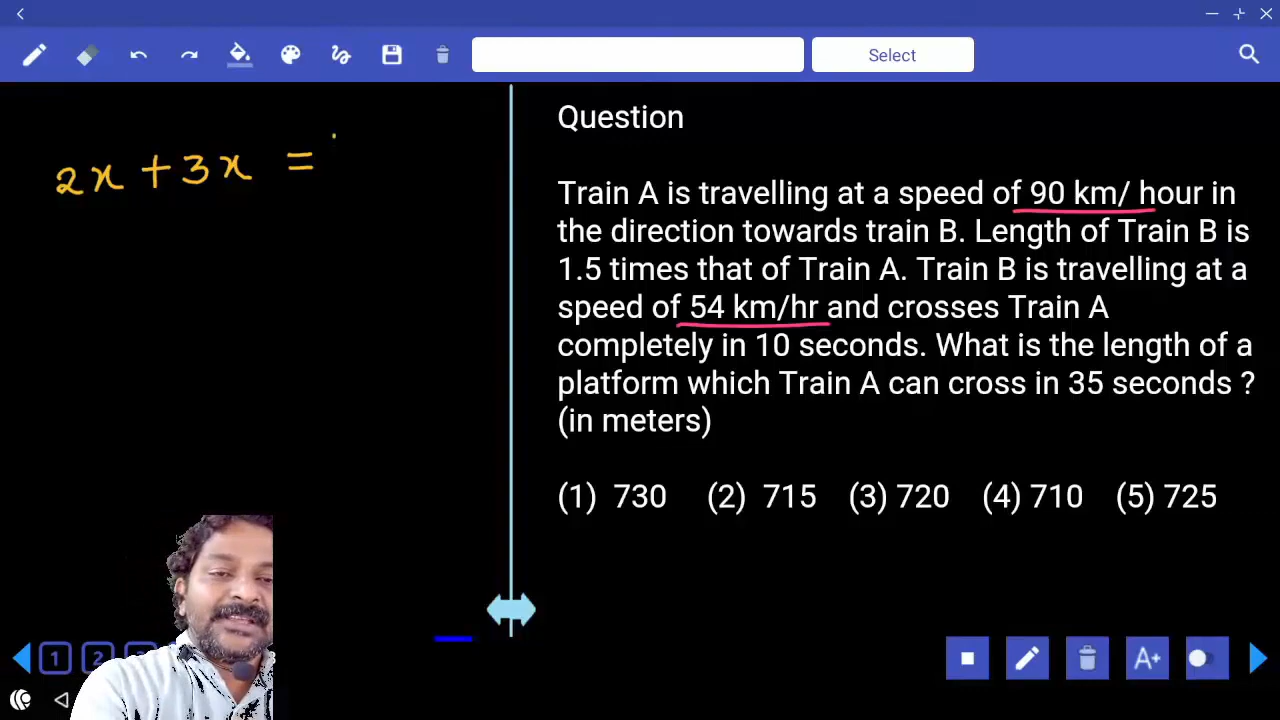 Select
2x + 3x =
Question
Train A is travelling at a speed of 90 km/ hour in
the direction towards train B. Length of Train B is
1.5 times that of Train A. Train B is travelling at a
speed of 54 km/hr and crosses Train A
completely in 10 seconds. What is the length of a
platform which Train A can cross in 35 seconds ?
(in meters)
(1) 730 (2) 715 (3) 720 (4) 710 (5) 725
1 2
A+